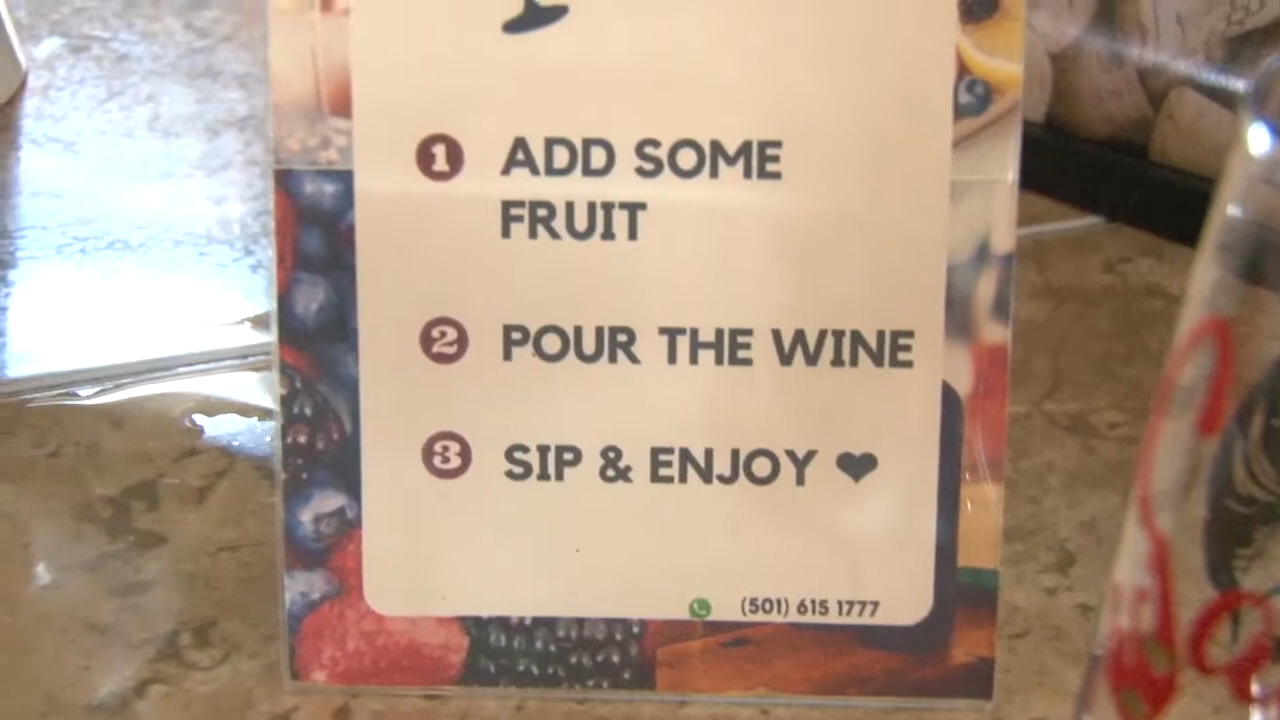 1 ADD SOME
FRUIT
2 POUR THE WINE
3 SIP & ENJOY ❤
(501) 615 1777